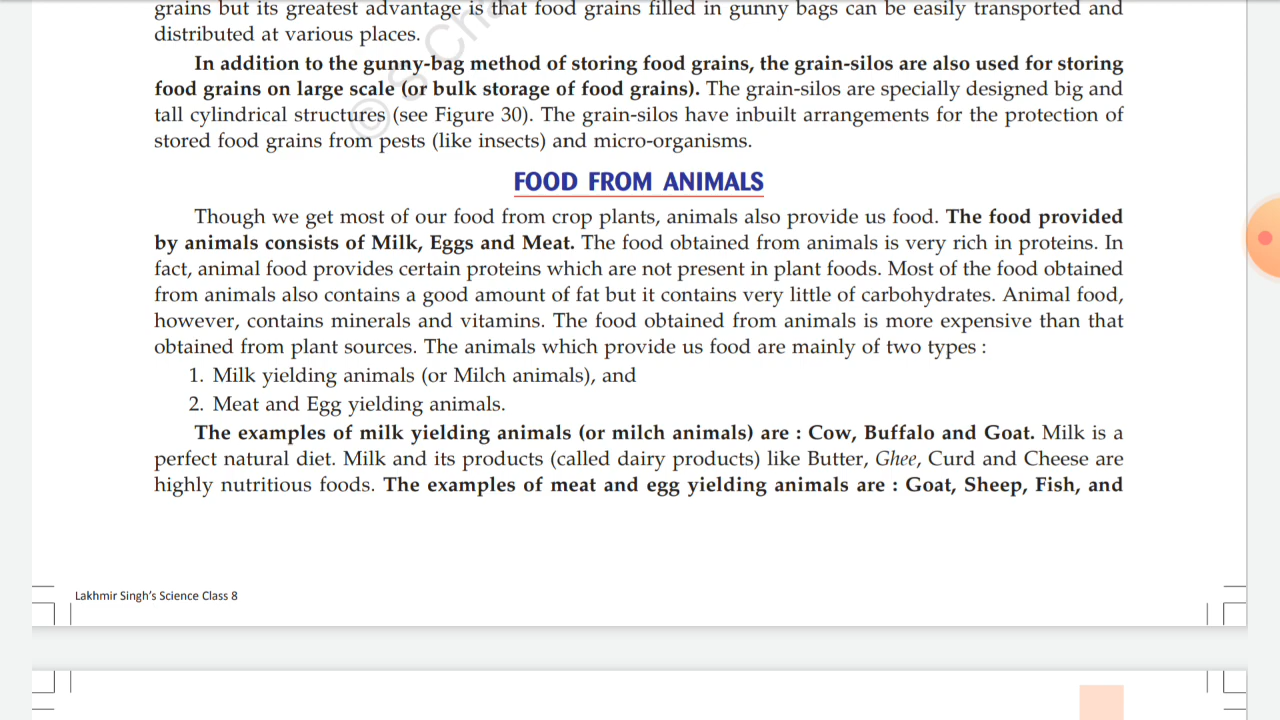 grains but its greatest advantage is that food grains filled in gunny bags can be easily transported and
distributed at various places.
In addition to the gunny-bag method of storing food grains, the grain-silos are also used for storing
food grains on large scale (or bulk storage of food grains). The grain-silos are specially designed big and
tall cylindrical structures (see Figure 30). The grain-silos have inbuilt arrangements for the protection of
stored food grains from pests (like insects) and micro-organisms.
FOOD FROM ANIMALS
Though we get most of our food from crop plants, animals also provide us food. The food provided
by animals consists of Milk, Eggs and Meat. The food obtained from animals is very rich in proteins. In
fact, animal food provides certain proteins which are not present in plant foods. Most of the food obtained
from animals also contains a good amount of fat but it contains very little of carbohydrates. Animal food,
however, contains minerals and vitamins. The food obtained from animals is more expensive than that
obtained from plant sources. The animals which provide us food are mainly of two types :
1. Milk yielding animals (or Milch animals), and
2. Meat and Egg yielding animals.
The examples of milk yielding animals (or milch animals) are : Cow, Buffalo and Goat. Milk is a
perfect natural diet. Milk and its products (called dairy products) like Butter, Ghee, Curd and Cheese are
highly nutritious foods. The examples of meat and egg yielding animals are : Goat, Sheep, Fish, and
Lakhmir Singh's Science Class 8